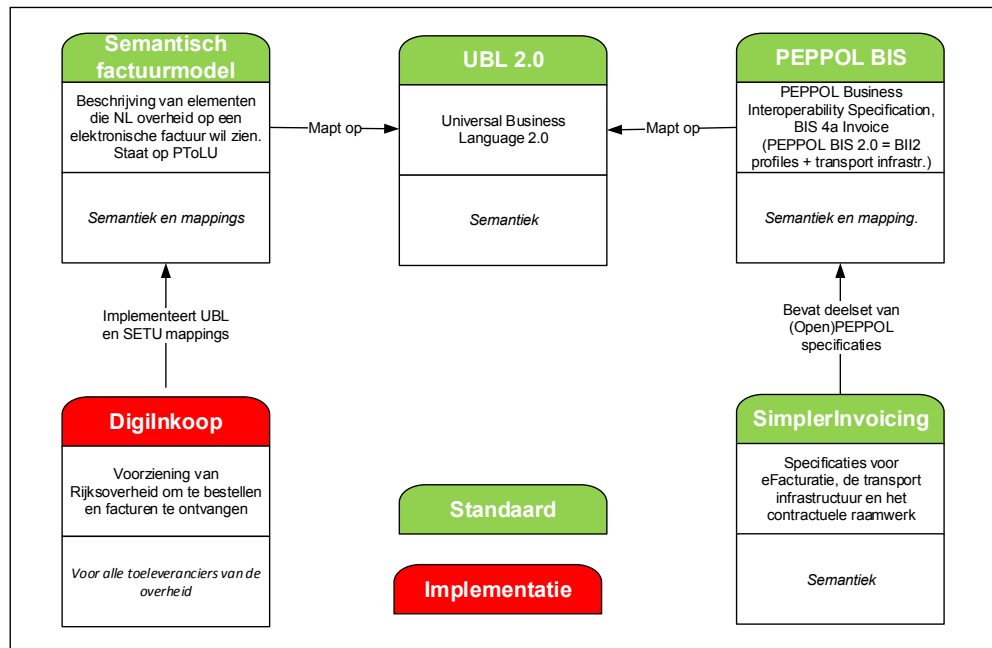 Semantisch
factuurmodel
Beschrijving van elementen
die NL overheid op een
elektronische factuur wil zien.
Staat op PToLU
Semantiek en mappings
Mapt op
UBL 2.0
Universal Business
Language 2.0
Semantiek
Mapt op
PEPPOL BIS
PEPPOL Business
Interoperability Specification,
BIS 4a Invoice
(PEPPOL BIS 2.0 = BII2
profiles + transport infrastr.)
Semantiek en mapping.
Implementeert UBL
en SETU mappings
Bevat deelset van
(Open)PEPPOL
specificaties
DigiInkoop
Voorziening van
Rijksoverheid om te bestellen
en facturen te ontvangen
Voor alle toeleveranciers van de
overheid
Standaard
Implementatie
SimplerInvoicing
Specificaties voor
eFacturatie, de transport
infrastructuur en het
contractuele raamwerk
Semantiek